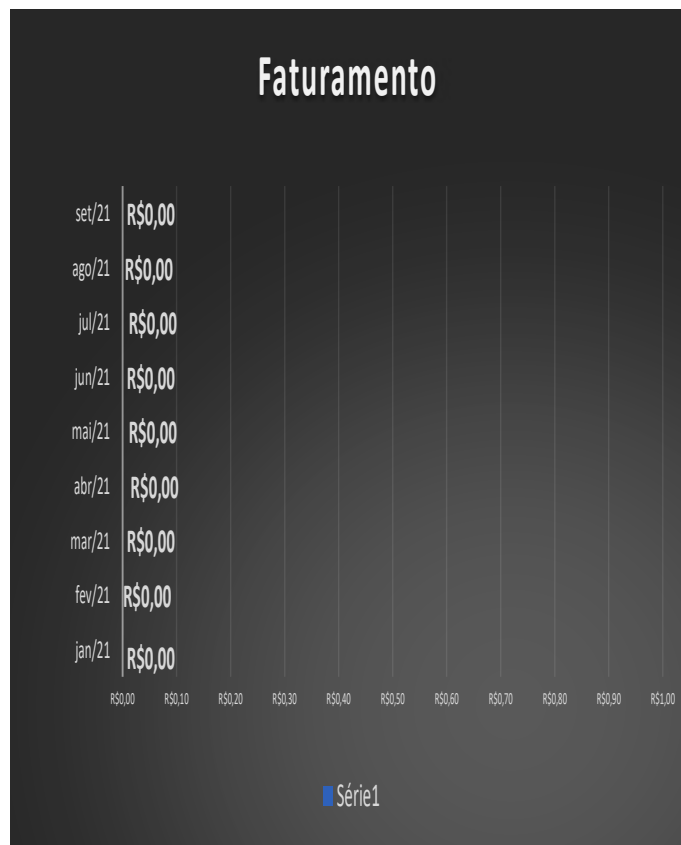 Faturamento
set/21 R$0,00
ago/21 R$0,00
jul/21 R$0,00
jun/21 R$0,00
mai/21 R$0,00
abr/21 R$0,00
mar/21 R$0,00
fev/21 R$0,00
jan/21 R$0,00
R$0,00 R$0,10 R$0,20 R$0,30 R$0,40 R$0,50 R$0,60 R$0,70 R$0,80 R$0,90 R$1,00
Série1